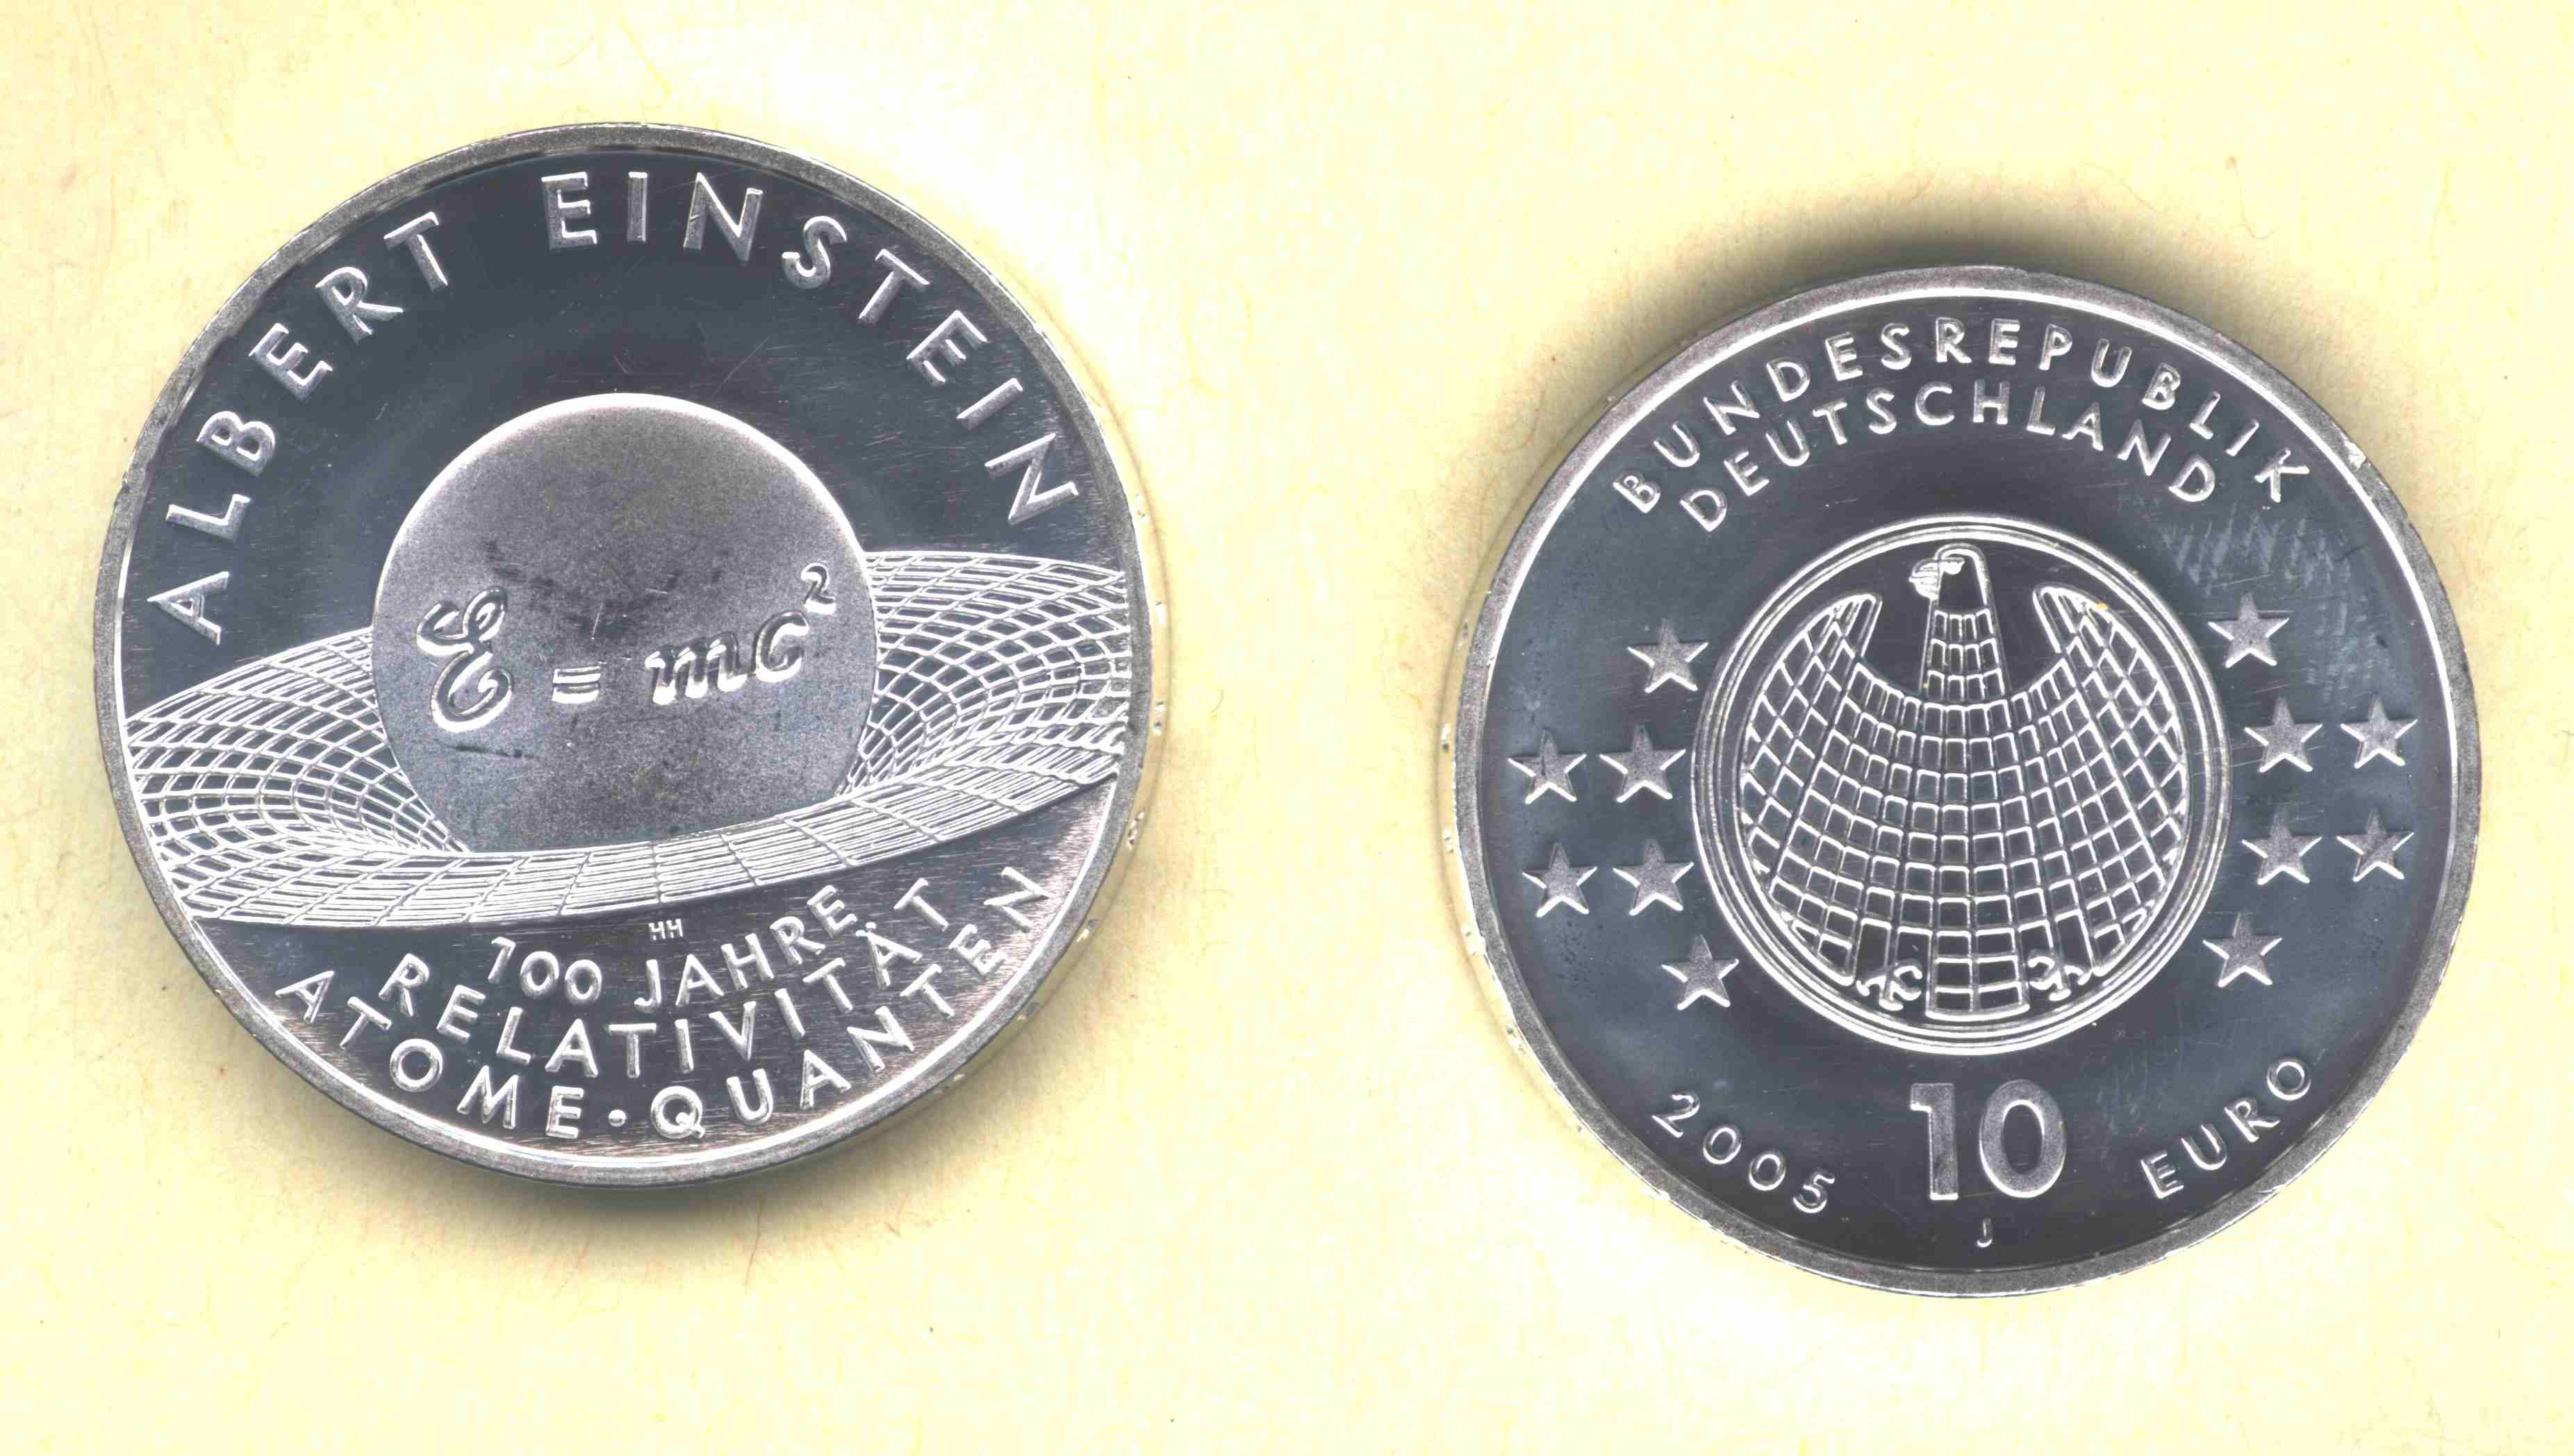 ALBERT EINSTEIN
E = mc²
HH
100 JAHRE
RELATIVITÄT
ATOME · QUANTEN
BUNDESREPUBLIK
DEUTSCHLAND
2005 10 EURO
J